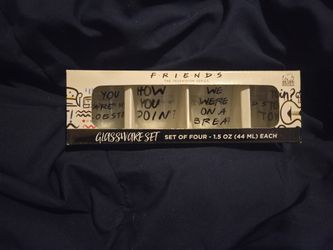 FRIENDS
THE TELEVISION SERIES
YOU
HOW
YOU
DOIN'
WE
WERE
ON A
BREA
GLASSWARE SET
SET OF FOUR - 1.5 OZ (44 ML) EACH